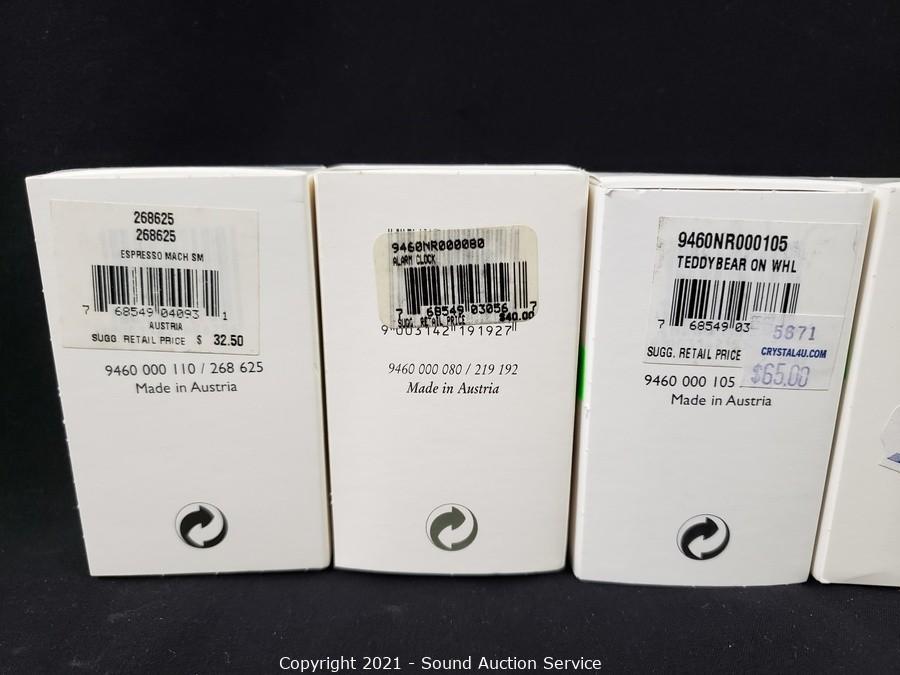 268625
268625
ESPRESSO MACH SM
7 68549 04093 1
AUSTRIA
SUGG RETAIL PRICE $ 32.50
9460 000 110 / 268 625
Made in Austria
9460NR000080
ALARM CLOCK
7 68549 03056 7
SUGG. RETAIL PRICE $40.00
9 003142 191927
9460 000 080 / 219 192
Made in Austria
9460NR000105
TEDDYBEAR ON WHL
7 68549 03
5871
SUGG. RETAIL PRICE
CRYSTAL4U.COM
$65.00
9460 000 105
Made in Austria
Copyright 2021 - Sound Auction Service